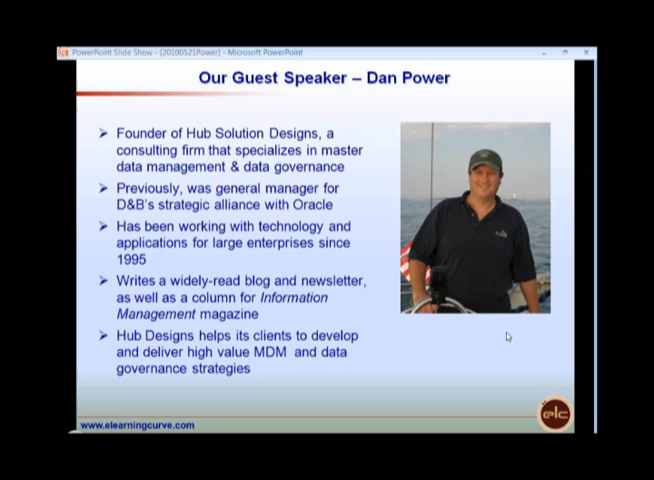 PowerPoint Slide Show - [20100521Power] - Microsoft PowerPoint
Our Guest Speaker – Dan Power
➢ Founder of Hub Solution Designs, a
consulting firm that specializes in master
data management & data governance
➢ Previously, was general manager for
D&B's strategic alliance with Oracle
➢ Has been working with technology and
applications for large enterprises since
1995
➢ Writes a widely-read blog and newsletter,
as well as a column for Information
Management magazine
➢ Hub Designs helps its clients to develop
and deliver high value MDM and data
governance strategies
www.elearningcurve.com
elc